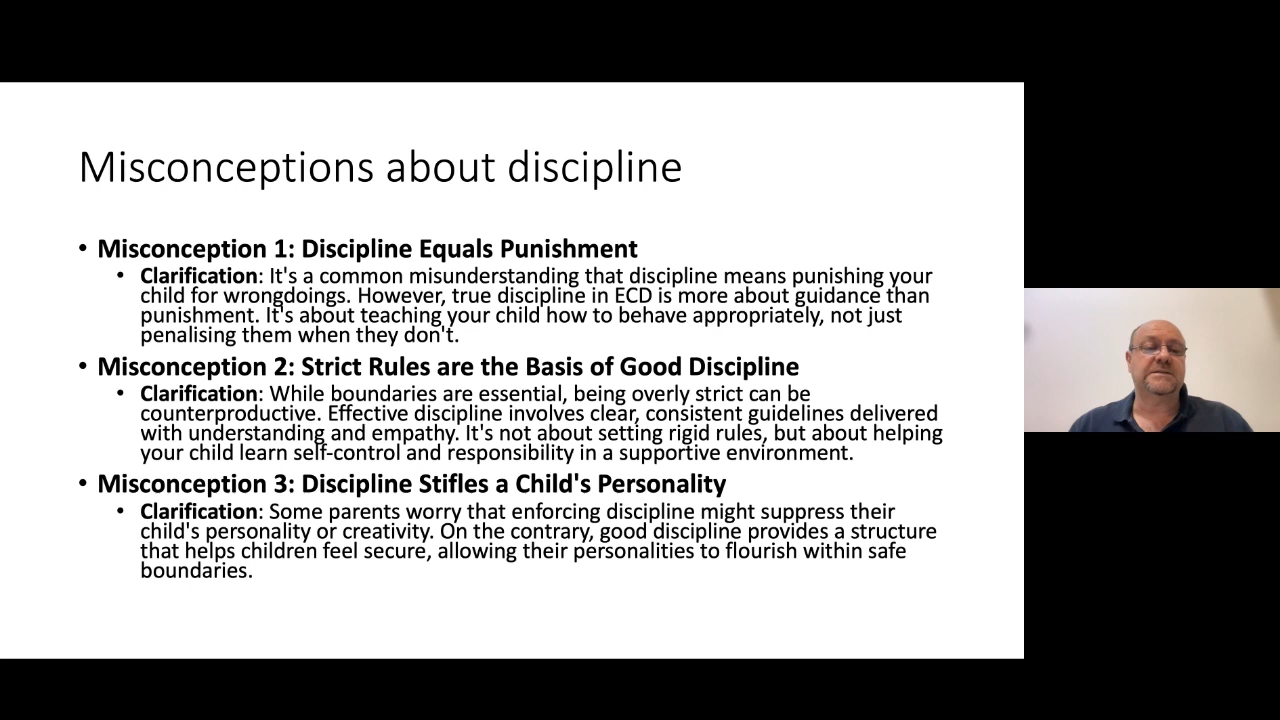 Misconceptions about discipline
• Misconception 1: Discipline Equals Punishment
• Clarification: It's a common misunderstanding that discipline means punishing your
child for wrongdoings. However, true discipline in ECD is more about guidance than
punishment. It's about teaching your child how to behave appropriately, not just
penalising them when they don't.
• Misconception 2: Strict Rules are the Basis of Good Discipline
• Clarification: While boundaries are essential, being overly strict can be
counterproductive. Effective discipline involves clear, consistent guidelines delivered
with understanding and empathy. It's not about setting rigid rules, but about helping
your child learn self-control and responsibility in a supportive environment.
• Misconception 3: Discipline Stifles a Child's Personality
• Clarification: Some parents worry that enforcing discipline might suppress their
child's personality or creativity. On the contrary, good discipline provides a structure
that helps children feel secure, allowing their personalities to flourish within safe
boundaries.